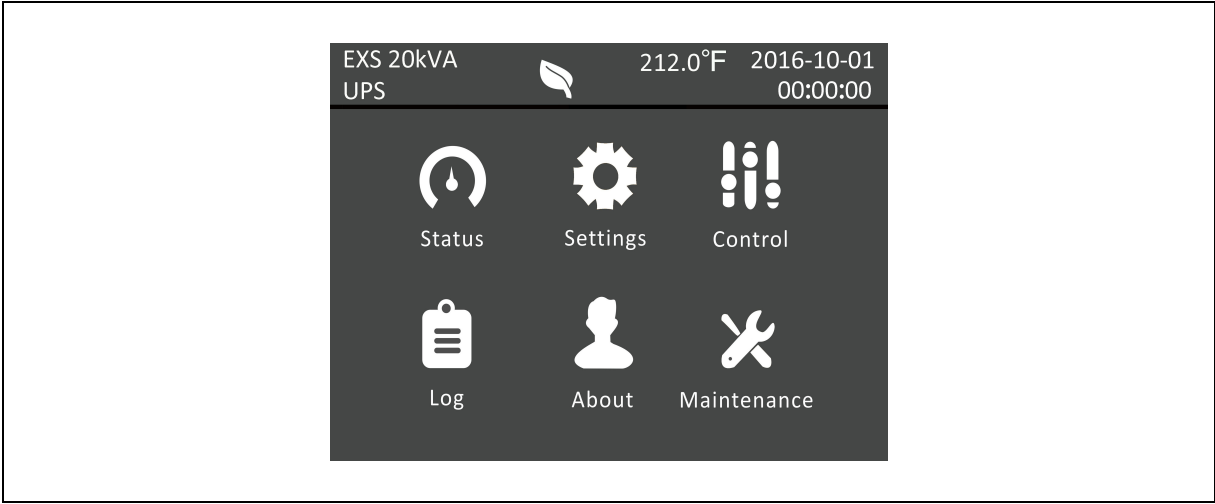 EXS 20kVA
UPS
212.0°F
2016-10-01
00:00:00
Status
Settings
Control
Log
About
Maintenance